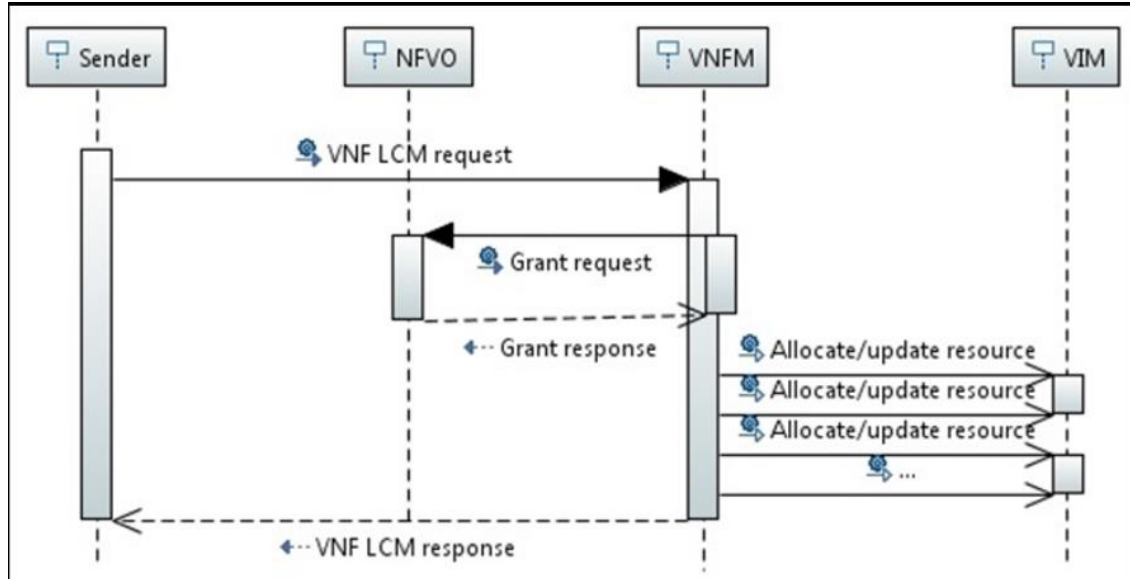 Sender
NFVO
VNFM
VIM
VNF LCM request
Grant request
Grant response
Allocate/update resource
Allocate/update resource
Allocate/update resource
...
VNF LCM response